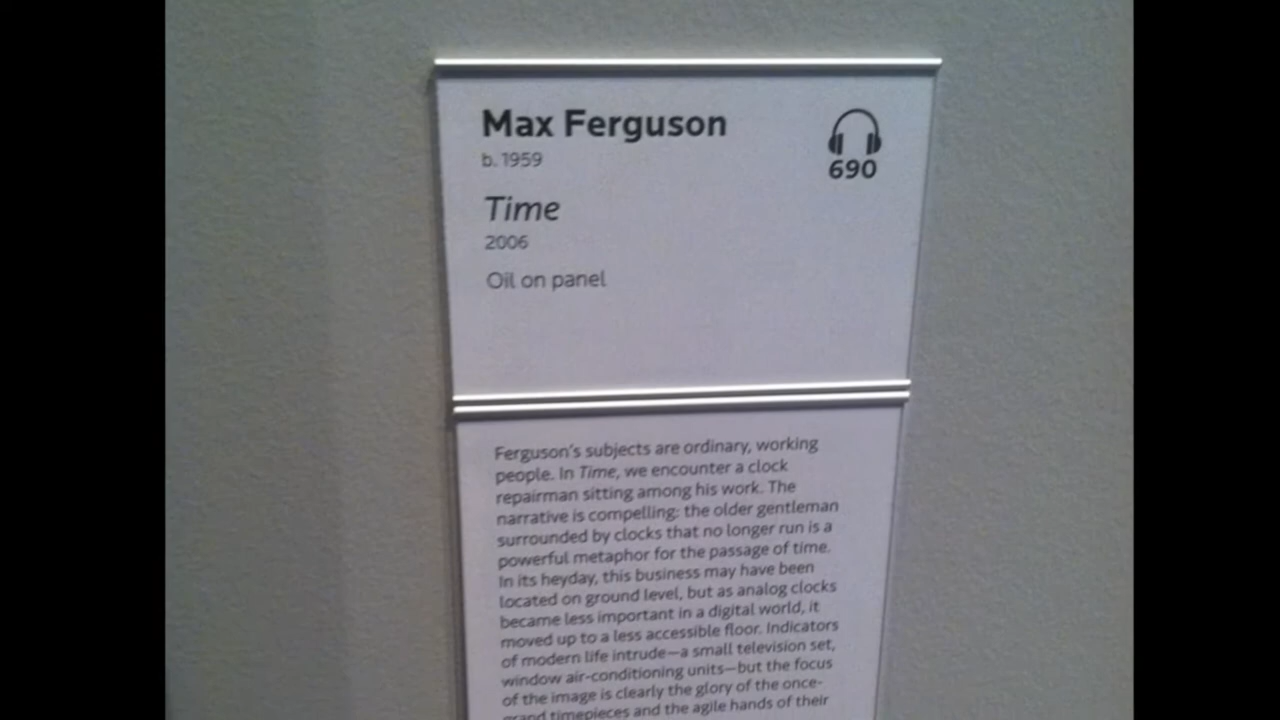 Max Ferguson
b. 1959
690
Time
2006
Oil on panel
Ferguson's subjects are ordinary, working
people. In Time, we encounter a clock
repairman sitting among his work. The
narrative is compelling: the older gentleman
surrounded by clocks that no longer run is a
powerful metaphor for the passage of time.
In its heyday, this business may have been
located on ground level, but as analog clocks
became less important in a digital world, it
moved up to a less accessible floor. Indicators
of modern life intrude—a small television set,
window air-conditioning units—but the focus
of the image is clearly the glory of the once-
grand timepieces and the agile hands of their